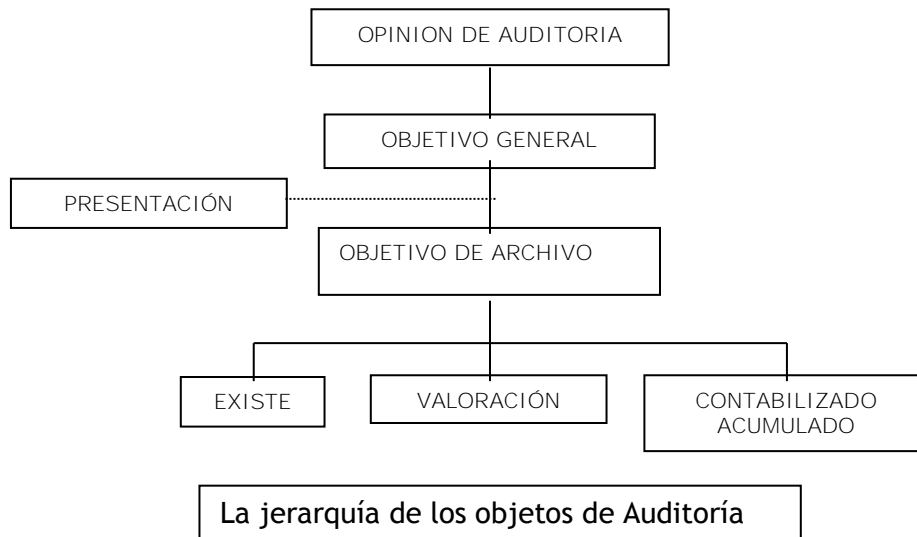 OPINION DE AUDITORIA
OBJETIVO GENERAL
PRESENTACIÓN
OBJETIVO DE ARCHIVO
EXISTE
VALORACIÓN
CONTABILIZADO
ACUMULADO
La jerarquía de los objetos de Auditoría